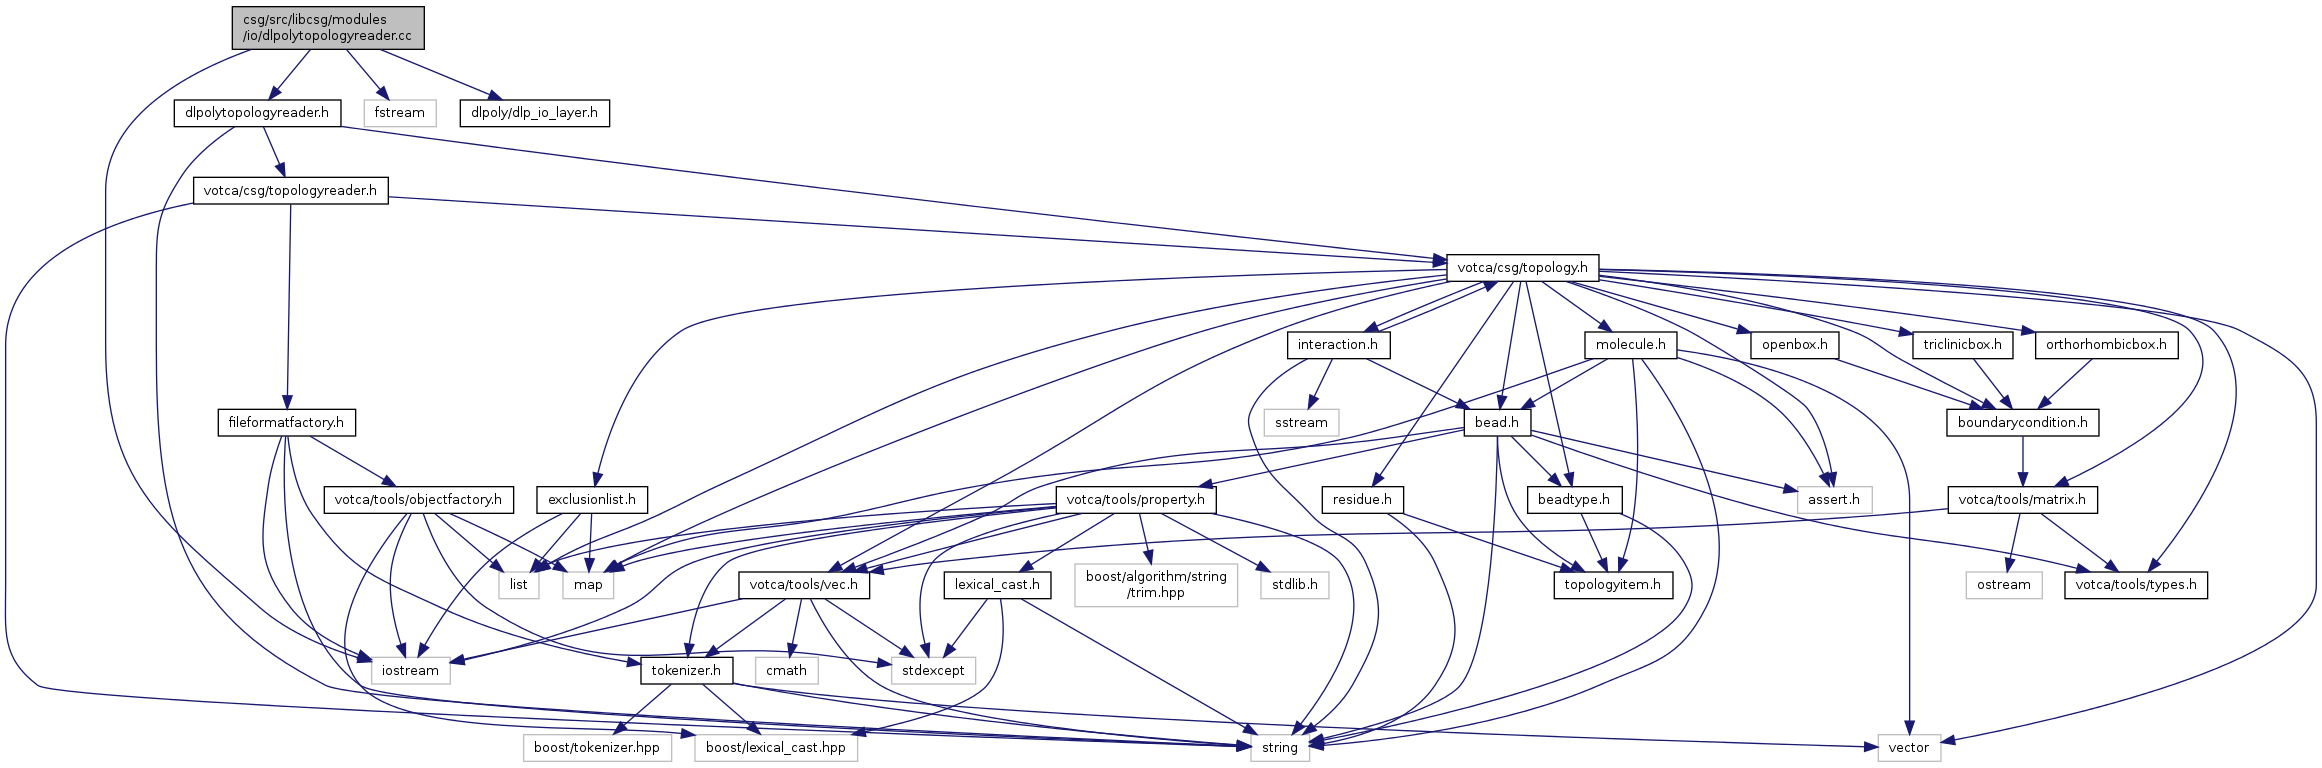 csg/src/libcsg/modules
/io/dlpolytopologyreader.cc
dlpolytopologyreader.h
fstream
dlpoly/dlp_io_layer.h
votca/csg/topologyreader.h
votca/csg/topology.h
interaction.h
molecule.h
openbox.h
triclinicbox.h
orthorhombicbox.h
fileformatfactory.h
sstream
bead.h
boundarycondition.h
votca/tools/objectfactory.h
exclusionlist.h
votca/tools/property.h
residue.h
beadtype.h
assert.h
votca/tools/matrix.h
list
map
votca/tools/vec.h
lexical_cast.h
boost/algorithm/string
/trim.hpp
stdlib.h
topologyitem.h
ostream
votca/tools/types.h
iostream
tokenizer.h
cmath
stdexcept
boost/tokenizer.hpp
boost/lexical_cast.hpp
string
vector